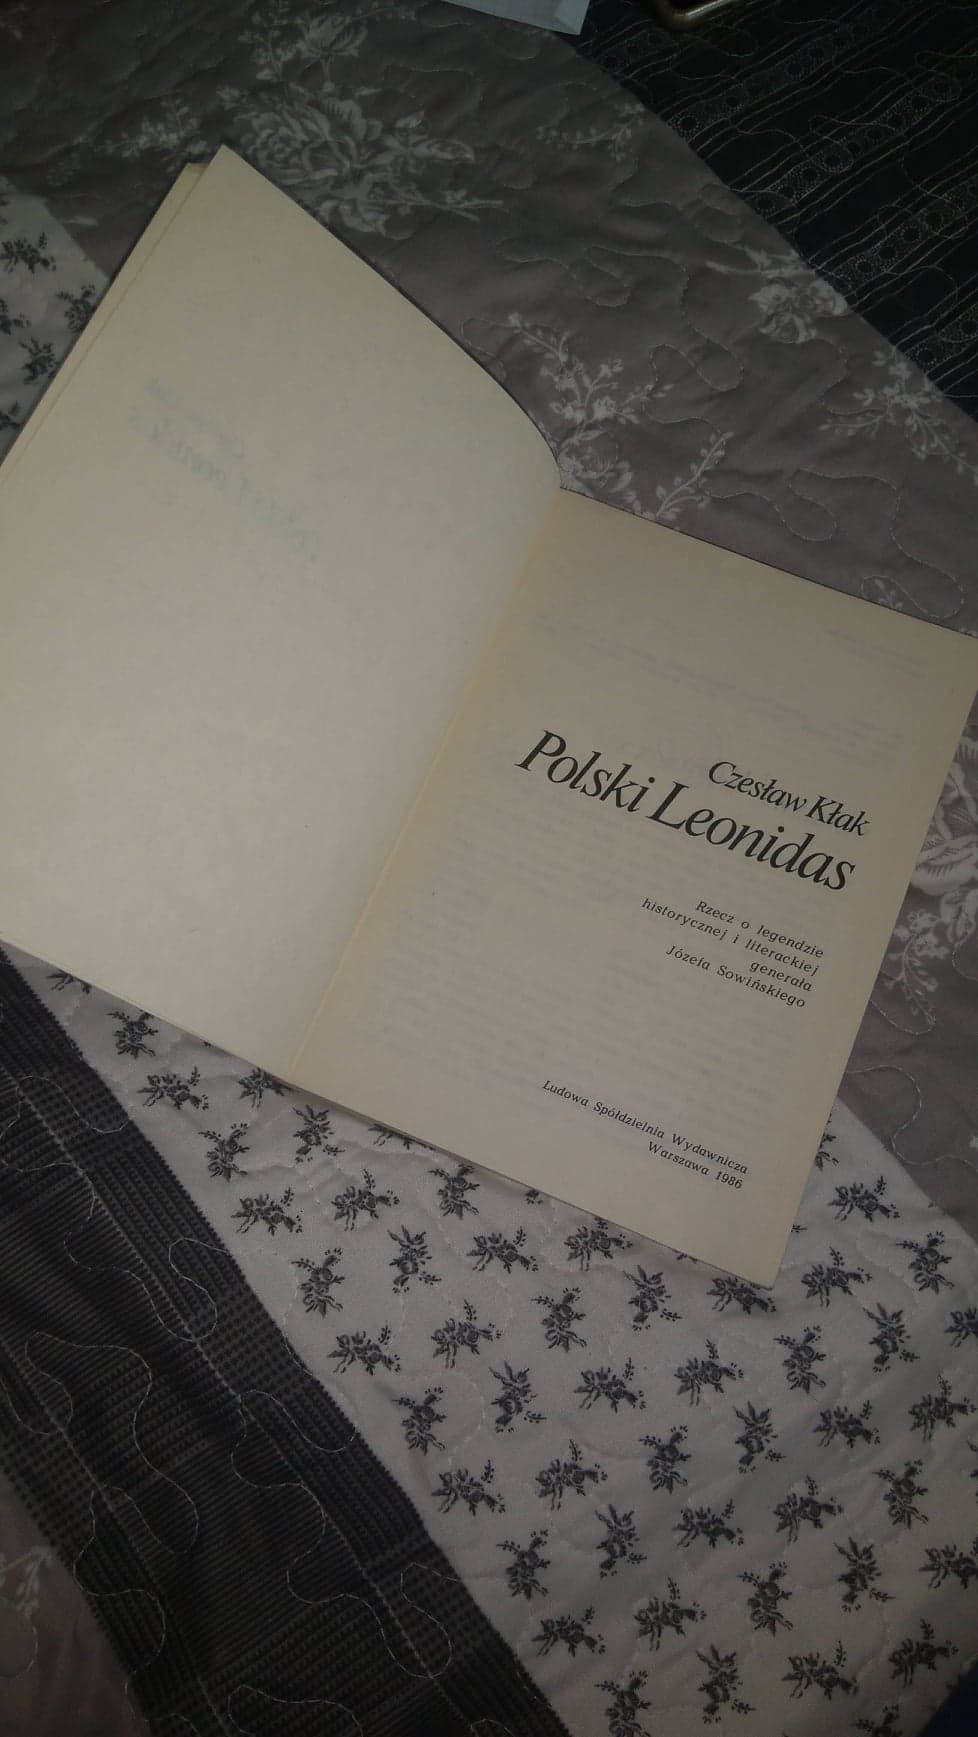 Czesław Kłak
Polski Leonidas
Rzecz o legendzie
historycznej i literackiej
generała
Józefa Sowińskiego
Ludowa Spółdzielnia Wydawnicza
Warszawa 1986